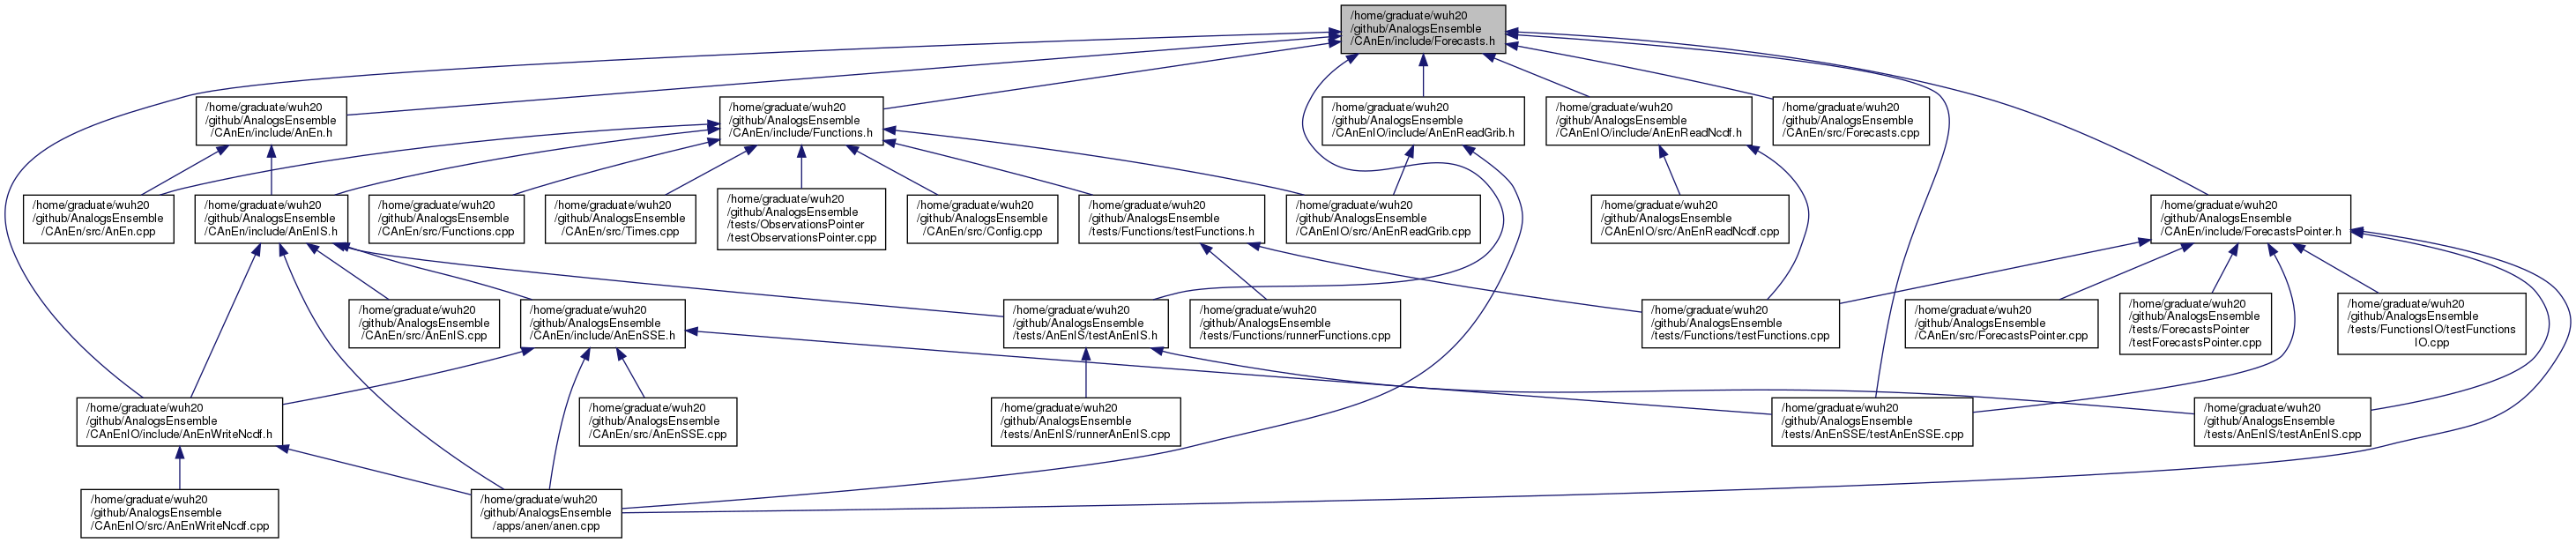 /home/graduate/wuh20
/github/AnalogsEnsemble
/CAnEn/include/Forecasts.h
/home/graduate/wuh20
/github/AnalogsEnsemble
/CAnEn/include/AnEn.h
/home/graduate/wuh20
/github/AnalogsEnsemble
/CAnEn/include/Functions.h
/home/graduate/wuh20
/github/AnalogsEnsemble
/CAnEnIO/include/AnEnReadGrib.h
/home/graduate/wuh20
/github/AnalogsEnsemble
/CAnEnIO/include/AnEnReadNcdf.h
/home/graduate/wuh20
/github/AnalogsEnsemble
/CAnEn/src/Forecasts.cpp
/home/graduate/wuh20
/github/AnalogsEnsemble
/CAnEn/src/AnEn.cpp
/home/graduate/wuh20
/github/AnalogsEnsemble
/CAnEn/include/AnEnIS.h
/home/graduate/wuh20
/github/AnalogsEnsemble
/CAnEn/src/Functions.cpp
/home/graduate/wuh20
/github/AnalogsEnsemble
/CAnEn/src/Times.cpp
/home/graduate/wuh20
/github/AnalogsEnsemble
/tests/ObservationsPointer
/testObservationsPointer.cpp
/home/graduate/wuh20
/github/AnalogsEnsemble
/CAnEn/src/Config.cpp
/home/graduate/wuh20
/github/AnalogsEnsemble
/tests/Functions/testFunctions.h
/home/graduate/wuh20
/github/AnalogsEnsemble
/CAnEnIO/src/AnEnReadGrib.cpp
/home/graduate/wuh20
/github/AnalogsEnsemble
/CAnEnIO/src/AnEnReadNcdf.cpp
/home/graduate/wuh20
/github/AnalogsEnsemble
/CAnEn/include/ForecastsPointer.h
/home/graduate/wuh20
/github/AnalogsEnsemble
/CAnEn/src/AnEnIS.cpp
/home/graduate/wuh20
/github/AnalogsEnsemble
/CAnEn/include/AnEnSSE.h
/home/graduate/wuh20
/github/AnalogsEnsemble
/tests/AnEnIS/testAnEnIS.h
/home/graduate/wuh20
/github/AnalogsEnsemble
/tests/Functions/runnerFunctions.cpp
/home/graduate/wuh20
/github/AnalogsEnsemble
/tests/Functions/testFunctions.cpp
/home/graduate/wuh20
/github/AnalogsEnsemble
/CAnEn/src/ForecastsPointer.cpp
/home/graduate/wuh20
/github/AnalogsEnsemble
/tests/ForecastsPointer
/testForecastsPointer.cpp
/home/graduate/wuh20
/github/AnalogsEnsemble
/tests/FunctionsIO/testFunctions
IO.cpp
/home/graduate/wuh20
/github/AnalogsEnsemble
/CAnEnIO/include/AnEnWriteNcdf.h
/home/graduate/wuh20
/github/AnalogsEnsemble
/CAnEn/src/AnEnSSE.cpp
/home/graduate/wuh20
/github/AnalogsEnsemble
/tests/AnEnIS/runnerAnEnIS.cpp
/home/graduate/wuh20
/github/AnalogsEnsemble
/tests/AnEnSSE/testAnEnSSE.cpp
/home/graduate/wuh20
/github/AnalogsEnsemble
/tests/AnEnIS/testAnEnIS.cpp
/home/graduate/wuh20
/github/AnalogsEnsemble
/CAnEnIO/src/AnEnWriteNcdf.cpp
/home/graduate/wuh20
/github/AnalogsEnsemble
/apps/anen/anen.cpp